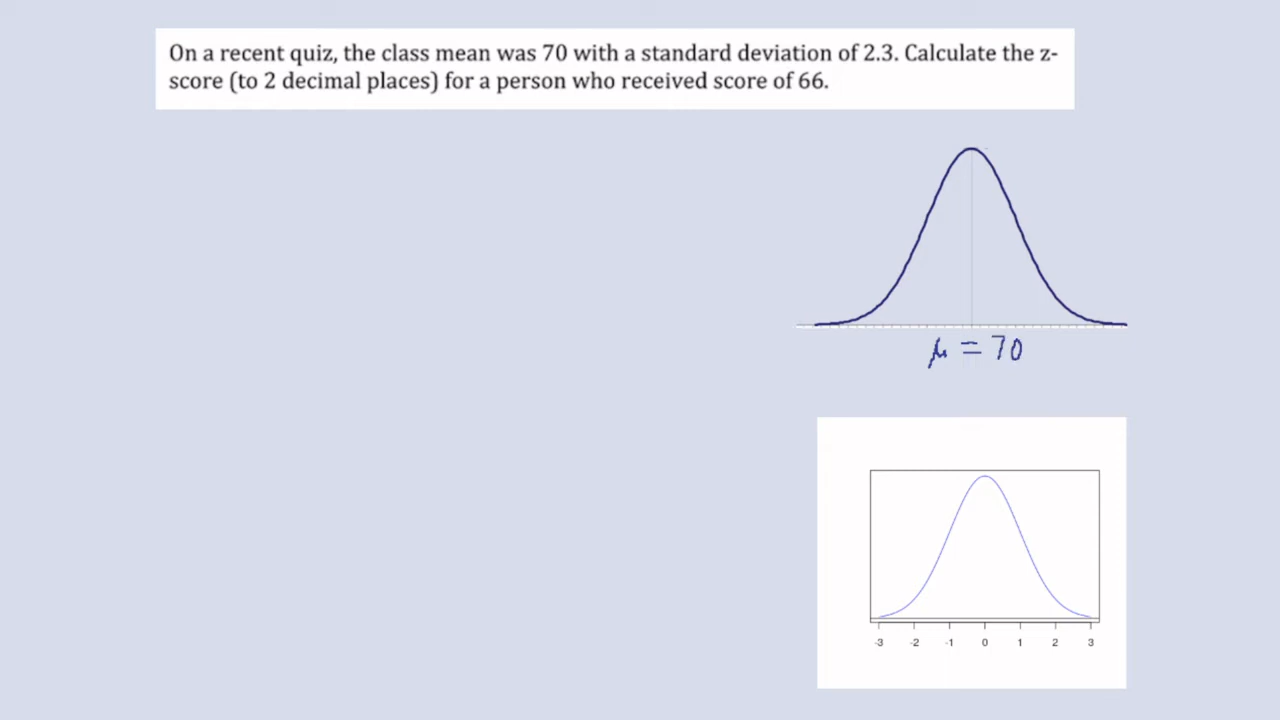 On a recent quiz, the class mean was 70 with a standard deviation of 2.3. Calculate the z-
score (to 2 decimal places) for a person who received score of 66.
μ = 70
-3 -2 -1 0 1 2 3